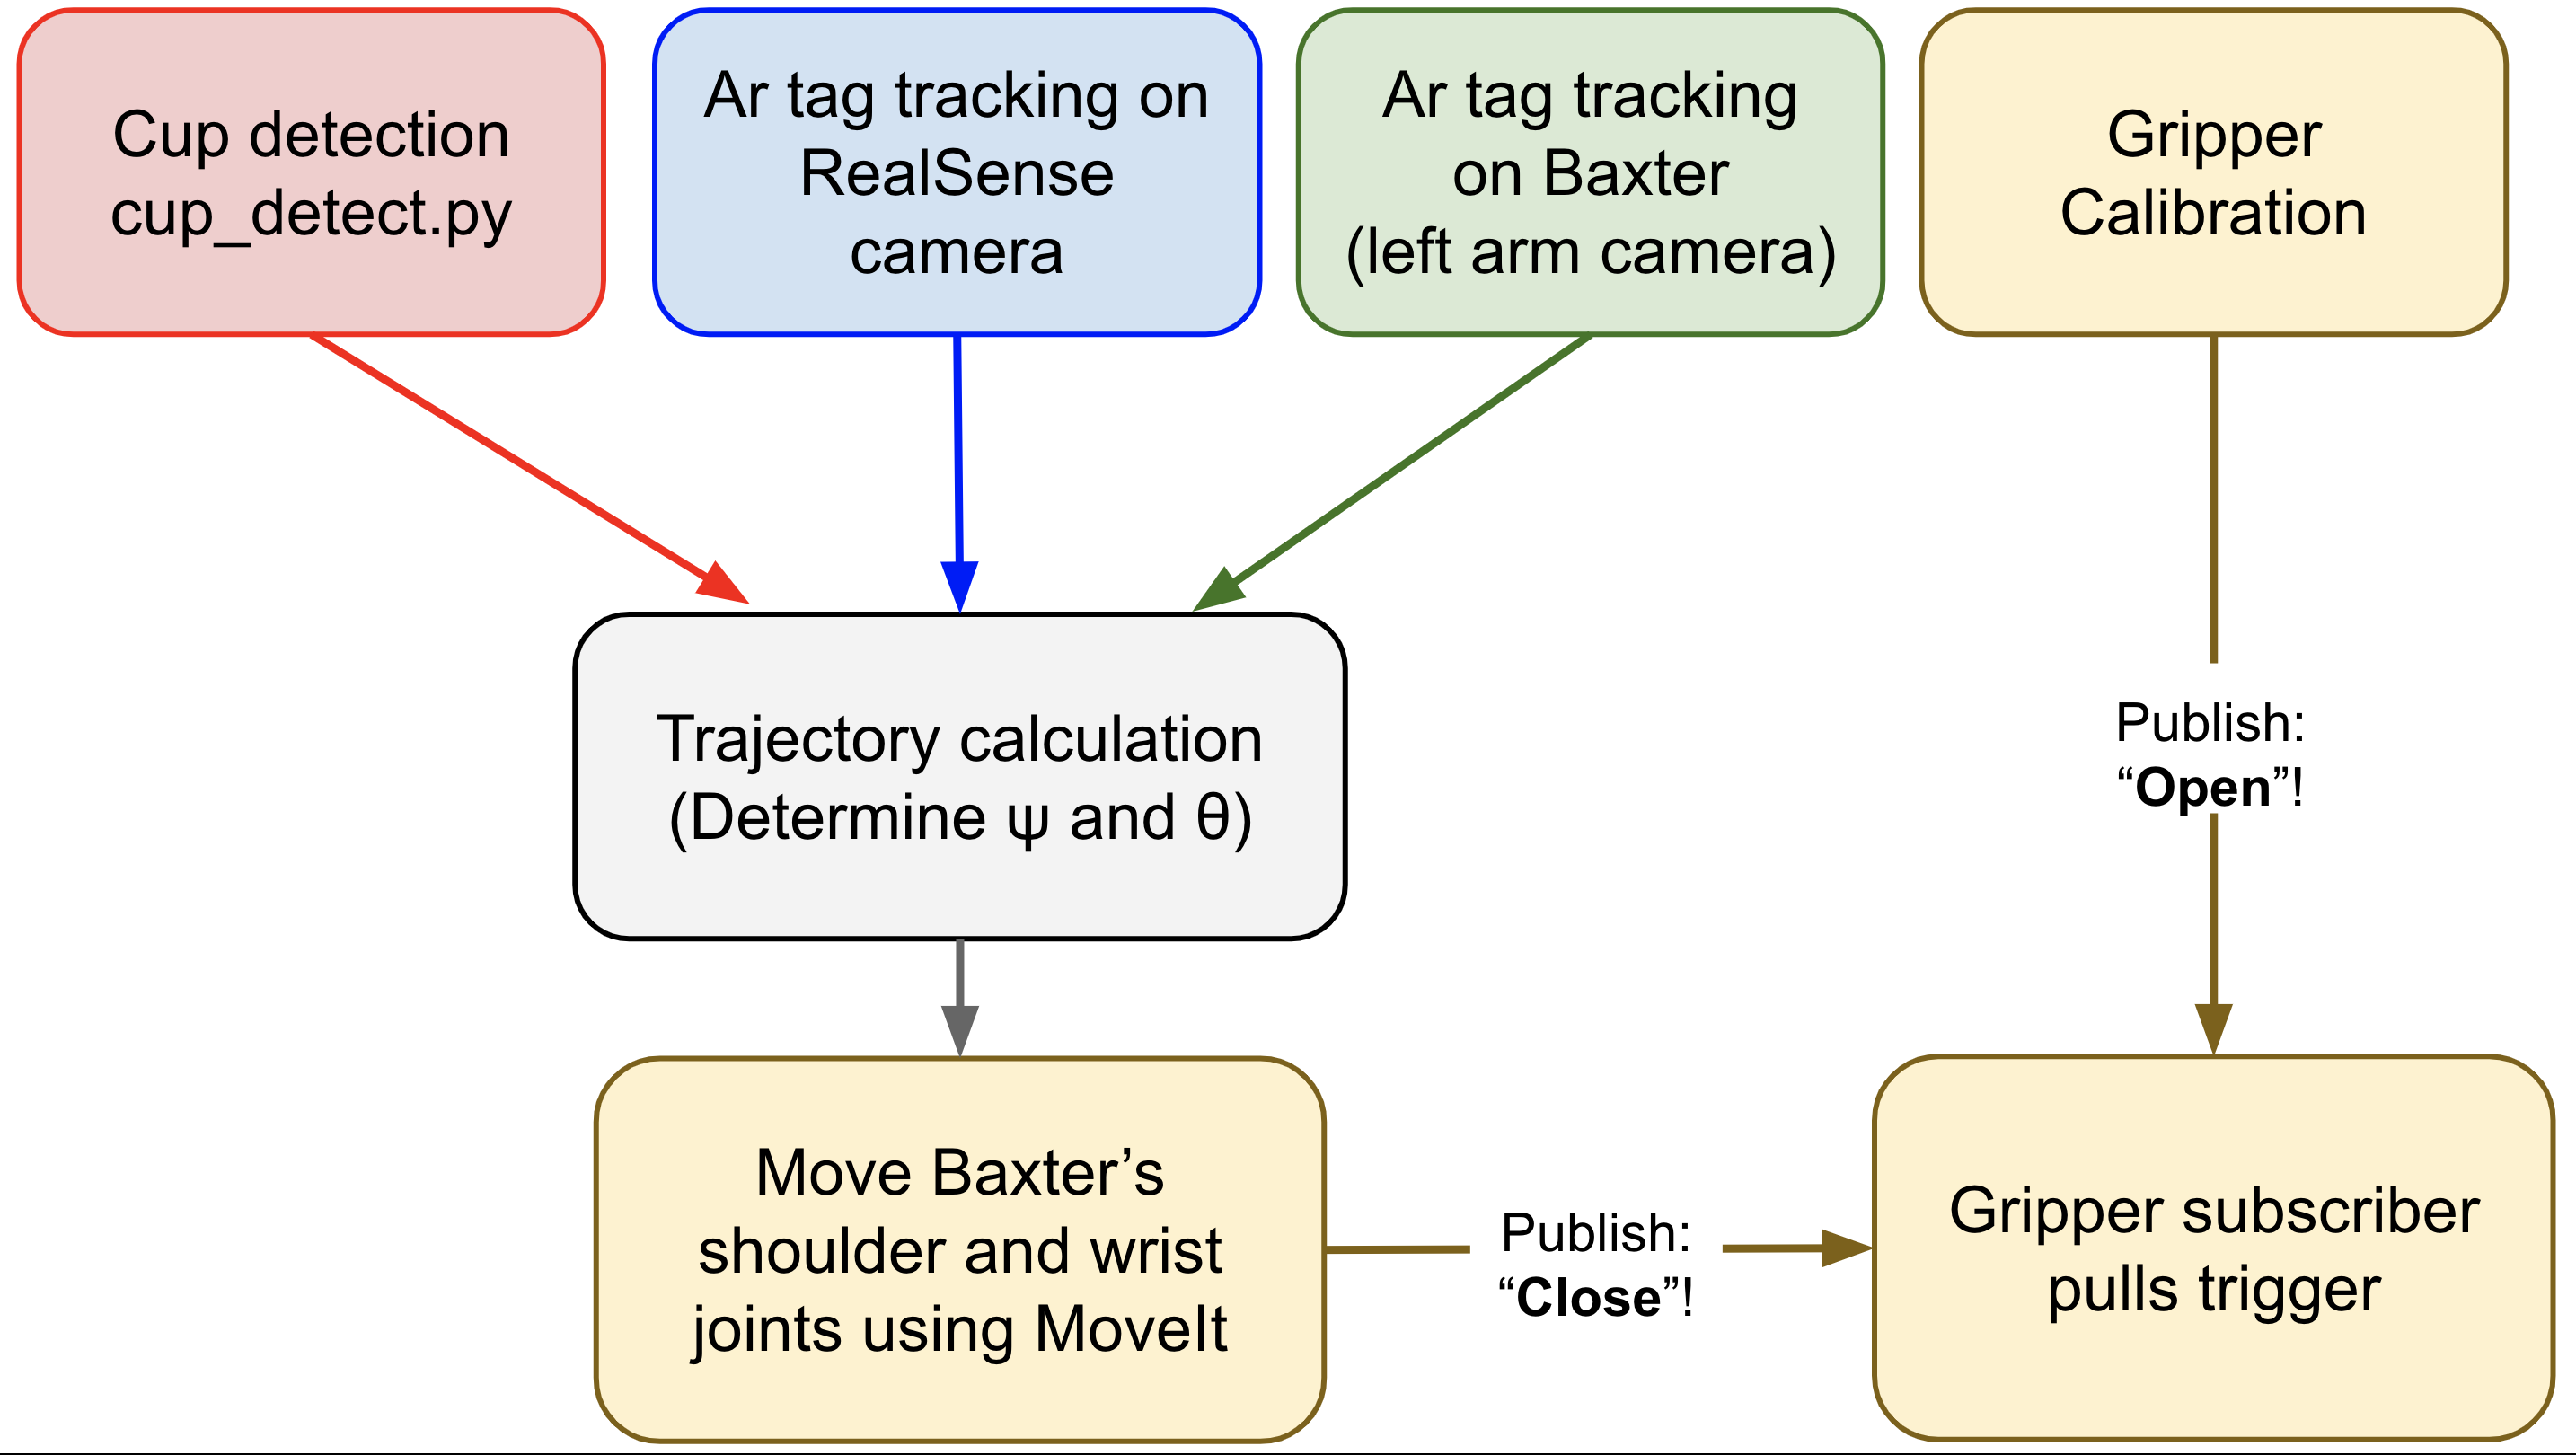 Cup detection
cup_detect.py
Ar tag tracking on
RealSense
camera
Ar tag tracking
on Baxter
(left arm camera)
Gripper
Calibration
Trajectory calculation
(Determine ψ and θ)
Publish:
“Open”!
Move Baxter’s
shoulder and wrist
joints using MoveIt
Publish:
“Close”!
Gripper subscriber
pulls trigger